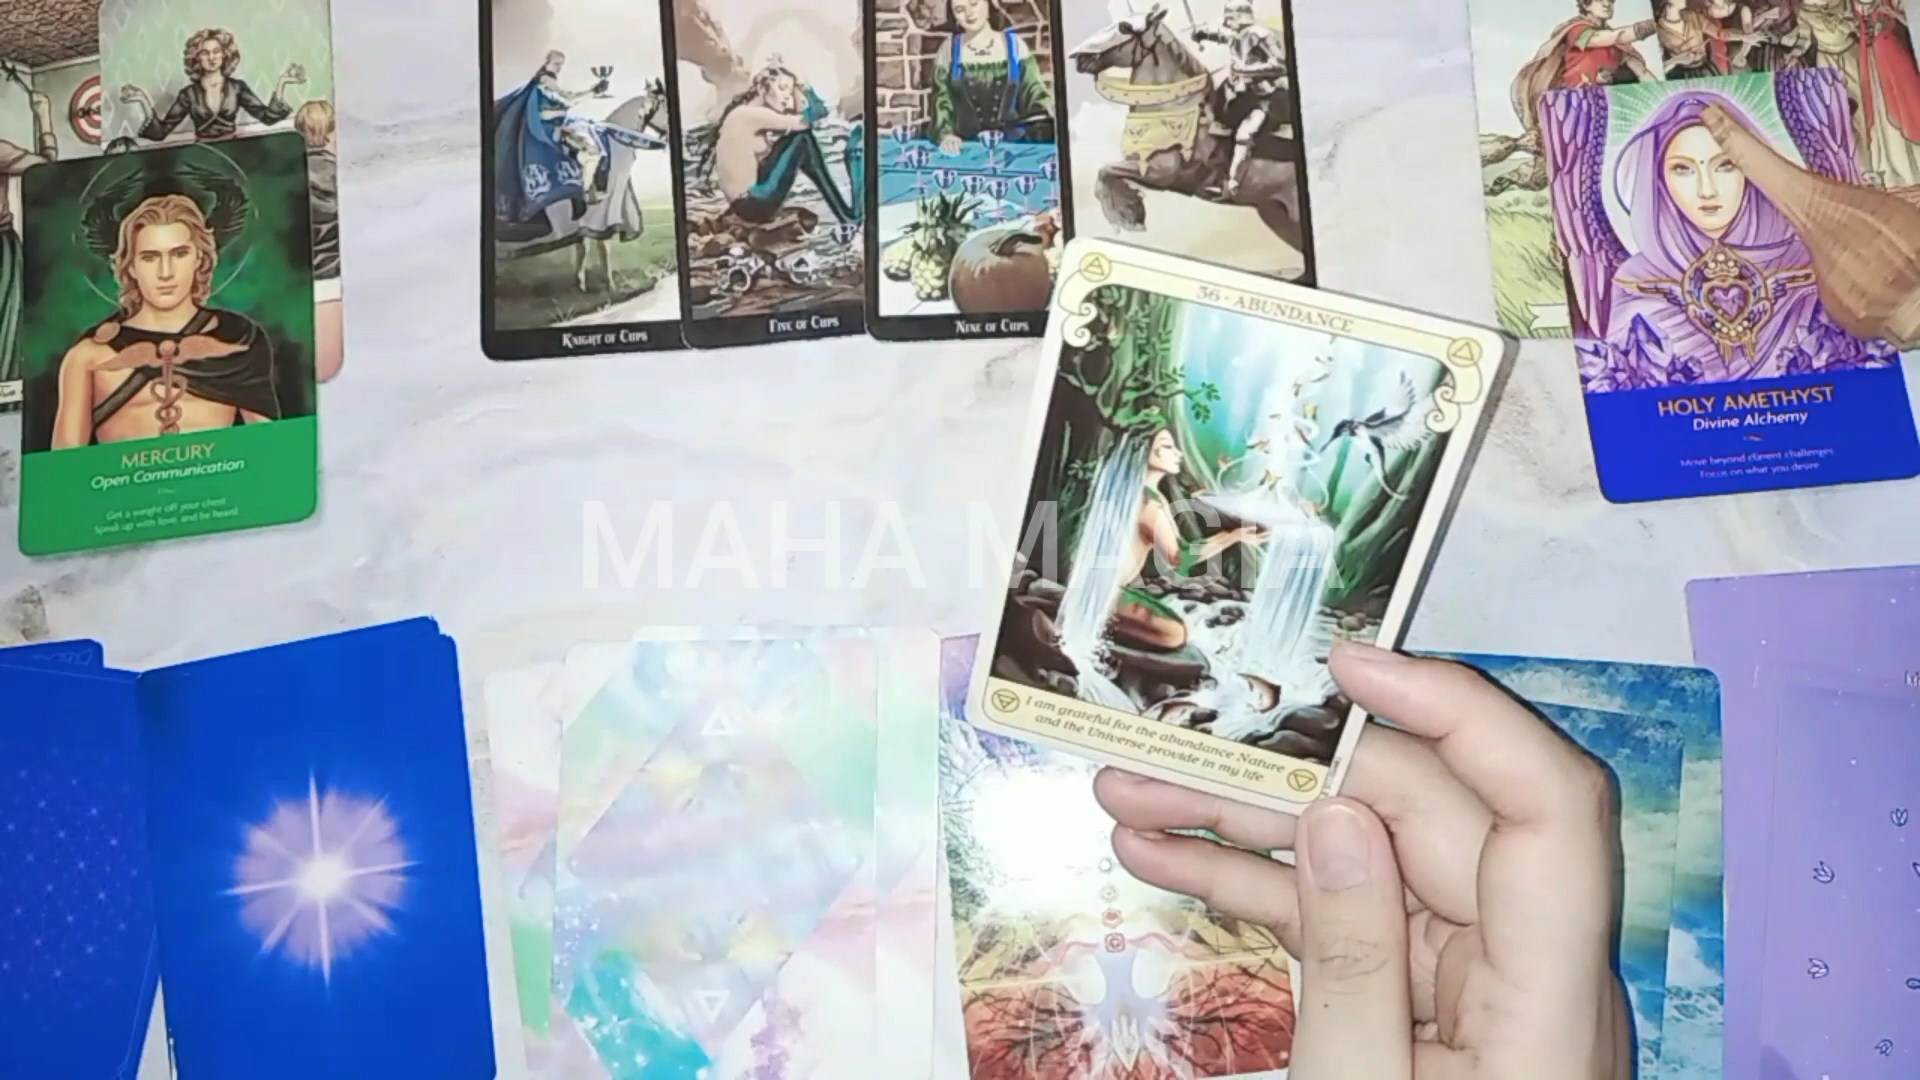 KNIGHT OF CUPS
FIVE OF CUPS
NINE OF CUPS
36 - ABUNDANCE
I am grateful for the abundance Nature
and the Universe provide in my life.
MERCURY
Open Communication
Get a weight off your chest
Speak up with love and be heard
HOLY AMETHYST
Divine Alchemy
Move beyond current challenges
Focus on what you desire
MAHA MAGIA